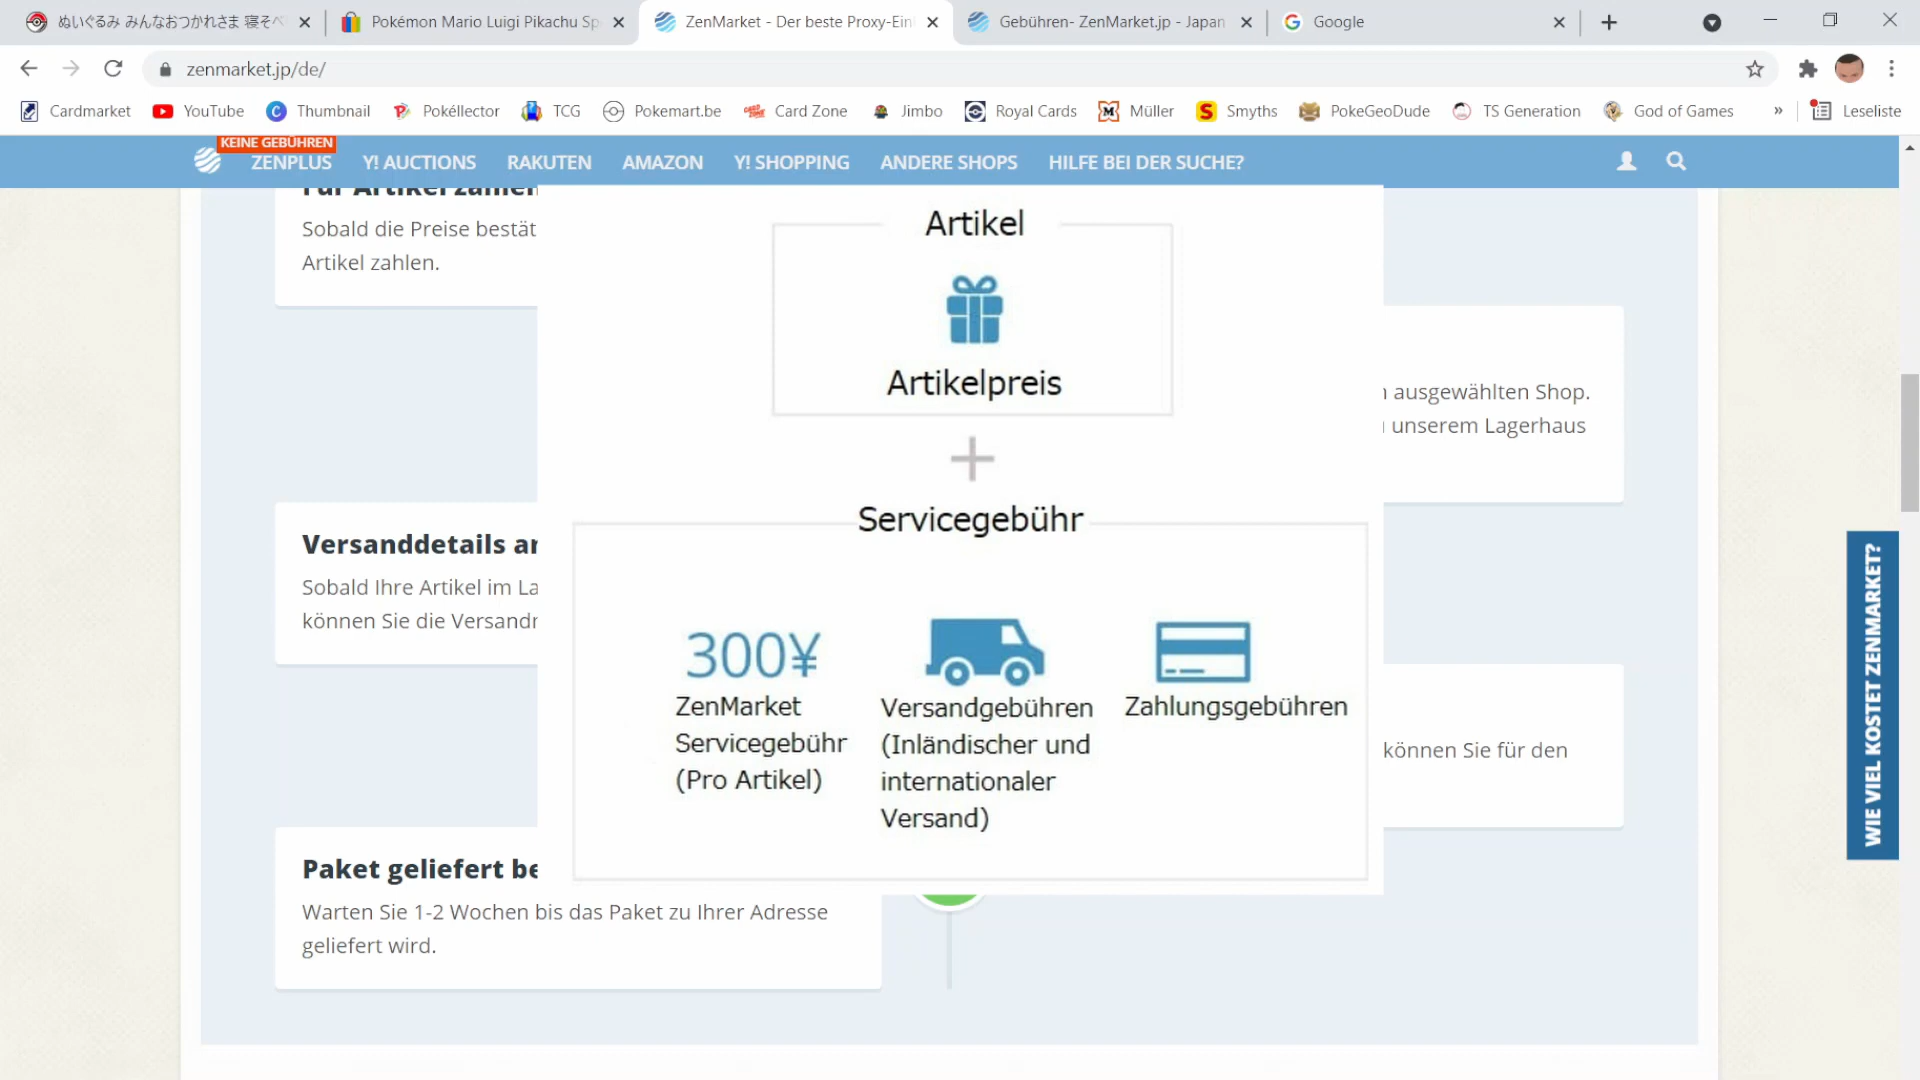 ぬいぐるみ みんなおつかれさま 寝そべ
Pokémon Mario Luigi Pikachu Sp
ZenMarket - Der beste Proxy-Ein
Gebühren- ZenMarket.jp - Japan
Google
zenmarket.jp/de/
Cardmarket
YouTube
Thumbnail
Pokéllector
TCG
Pokemart.be
Card Zone
Jimbo
Royal Cards
Müller
Smyths
PokeGeoDude
TS Generation
God of Games
»
Leseliste
KEINE GEBÜHREN
ZENPLUS
Y! AUCTIONS
RAKUTEN
AMAZON
Y! SHOPPING
ANDERE SHOPS
HILFE BEI DER SUCHE?
Für Artikel zahlen
Sobald die Preise bestät
Artikel zahlen.
Artikel
Artikelpreis
+
Servicegebühr
300¥
ZenMarket
Servicegebühr
(Pro Artikel)
Versandgebühren
(Inländischer und
internationaler
Versand)
Zahlungsgebühren
n ausgewählten Shop.
u unserem Lagerhaus
Versanddetails an
Sobald Ihre Artikel im La
können Sie die Versandr
können Sie für den
Paket geliefert be
Warten Sie 1-2 Wochen bis das Paket zu Ihrer Adresse
geliefert wird.
WIE VIEL KOSTET ZENMARKET?